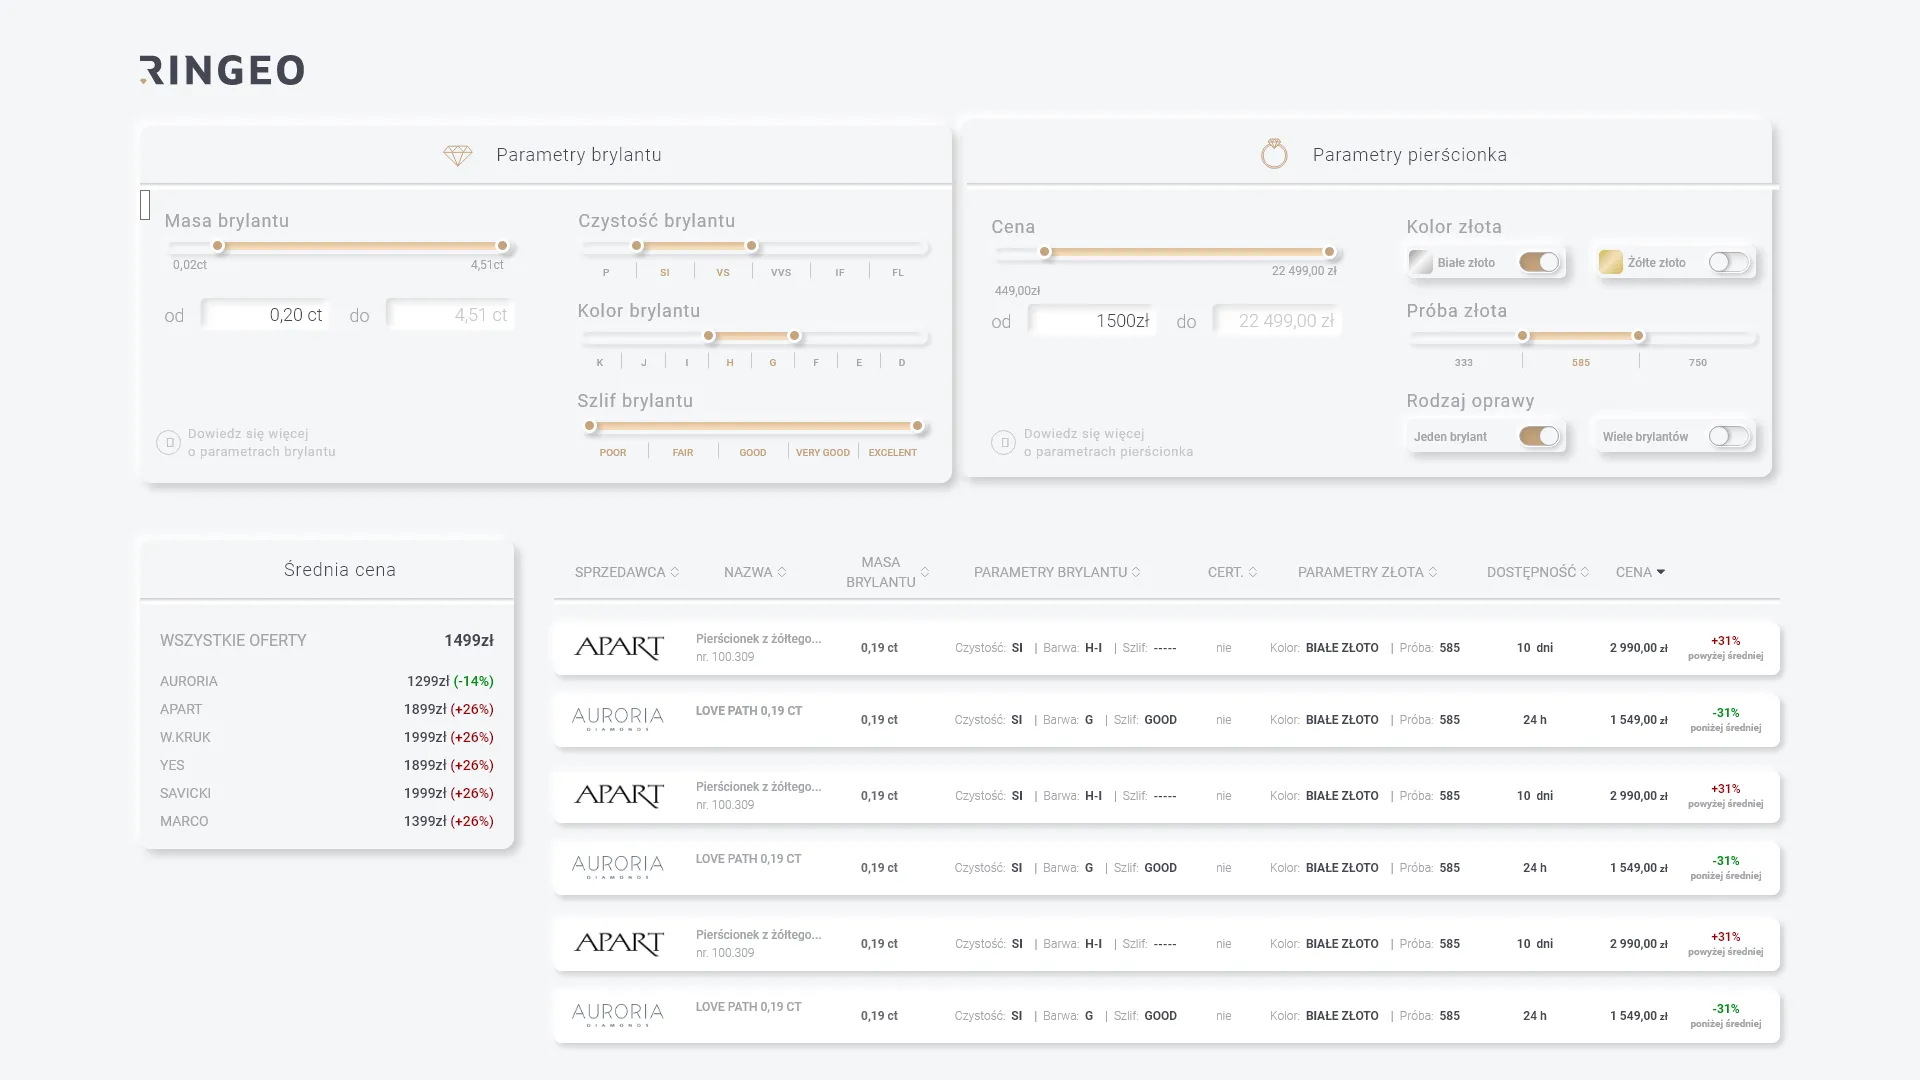 RINGEO
Parametry brylantu
Masa brylantu
0,02ct 4,51ct
od 0,20 ct do 4,51 ct
Dowiedz się więcej
o parametrach brylantu
Czystość brylantu
P SI VS VVS IF FL
Kolor brylantu
K J I H G F E D
Szlif brylantu
POOR FAIR GOOD VERY GOOD EXCELENT
Parametry pierścionka
Cena
22 499,00 zł
449,00zł
od 1500zł do 22 499,00 zł
Dowiedz się więcej
o parametrach pierścionka
Kolor złota
Białe złoto Żółte złoto
Próba złota
333 585 750
Rodzaj oprawy
Jeden brylant Wiele brylantów
Średnia cena
WSZYSTKIE OFERTY 1499zł
AURORIA 1299zł (-14%)
APART 1899zł (+26%)
W.KRUK 1999zł (+26%)
YES 1899zł (+26%)
SAVICKI 1999zł (+26%)
MARCO 1399zł (+26%)
SPRZEDAWCA NAZWA MASA BRYLANTU PARAMETRY BRYLANTU CERT. PARAMETRY ZŁOTA DOSTĘPNOŚĆ CENA
APART Pierścionek z żółtego... 0,19 ct Czystość: SI | Barwa: H-I | Szlif: ----- nie Kolor: BIAŁE ZŁOTO | Próba: 585 10 dni 2 990,00 zł +31%
nr. 100.309 powyżej średniej
AURORIA LOVE PATH 0,19 CT 0,19 ct Czystość: SI | Barwa: G | Szlif: GOOD nie Kolor: BIAŁE ZŁOTO | Próba: 585 24 h 1 549,00 zł -31%
DIAMONDS poniżej średniej
APART Pierścionek z żółtego... 0,19 ct Czystość: SI | Barwa: H-I | Szlif: ----- nie Kolor: BIAŁE ZŁOTO | Próba: 585 10 dni 2 990,00 zł +31%
nr. 100.309 powyżej średniej
AURORIA LOVE PATH 0,19 CT 0,19 ct Czystość: SI | Barwa: G | Szlif: GOOD nie Kolor: BIAŁE ZŁOTO | Próba: 585 24 h 1 549,00 zł -31%
DIAMONDS poniżej średniej
APART Pierścionek z żółtego... 0,19 ct Czystość: SI | Barwa: H-I | Szlif: ----- nie Kolor: BIAŁE ZŁOTO | Próba: 585 10 dni 2 990,00 zł +31%
nr. 100.309 powyżej średniej
AURORIA LOVE PATH 0,19 CT 0,19 ct Czystość: SI | Barwa: G | Szlif: GOOD nie Kolor: BIAŁE ZŁOTO | Próba: 585 24 h 1 549,00 zł -31%
DIAMONDS poniżej średniej